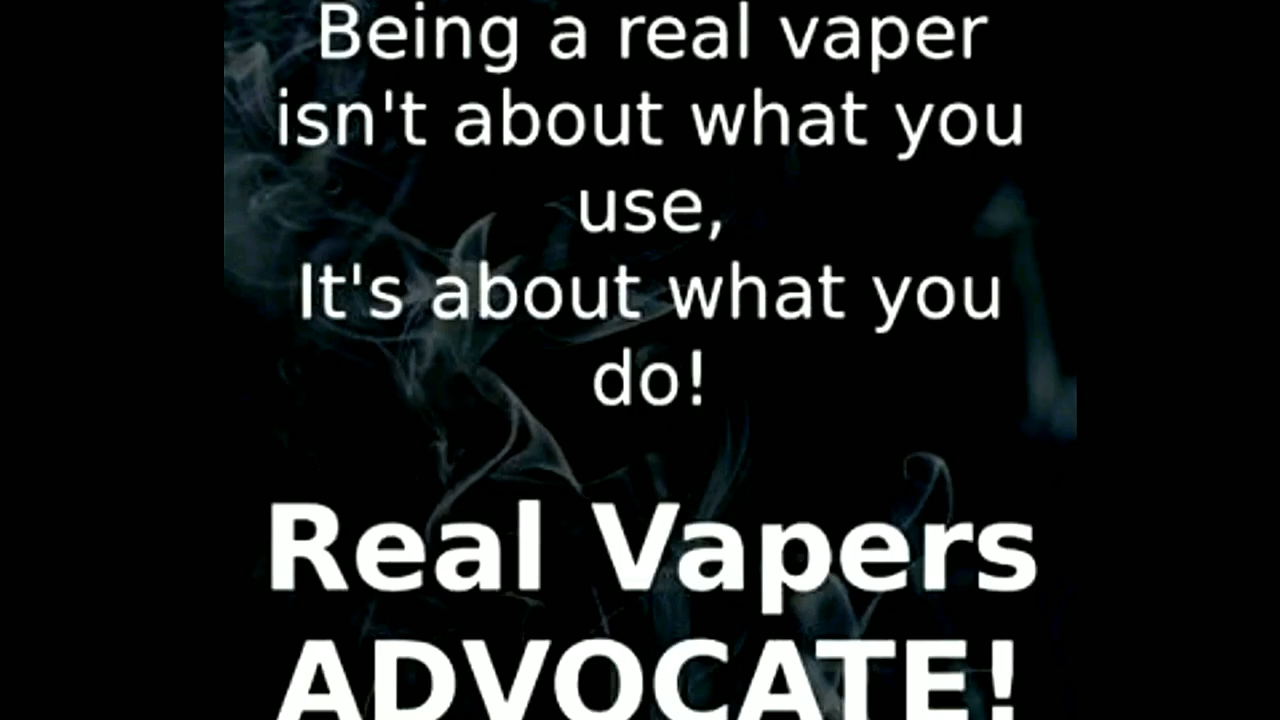 Being a real vaper
isn't about what you
use,
It's about what you
do!
Real Vapers
ADVOCATE!